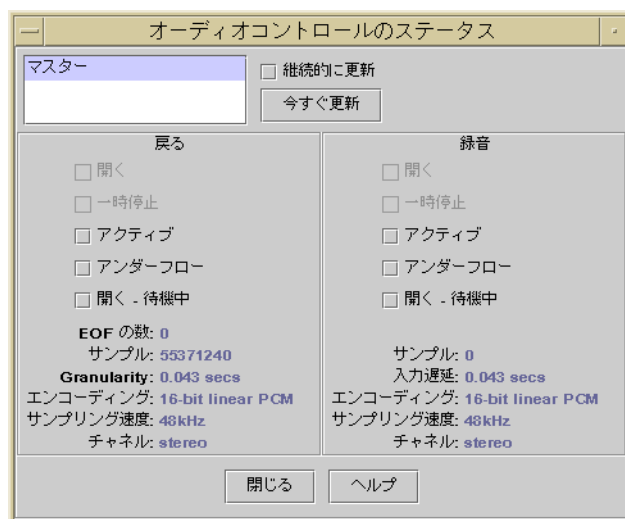 オーディオコントロールのステータス
マスター
継続的に更新
今すぐ更新
戻る
開く
一時停止
アクティブ
アンダーフロー
開く - 待機中
EOF の数: 0
サンプル: 55371240
Granularity: 0.043 secs
エンコーディング: 16-bit linear PCM
サンプリング速度: 48kHz
チャネル: stereo
録音
開く
一時停止
アクティブ
アンダーフロー
開く - 待機中
サンプル: 0
入力遅延: 0.043 secs
エンコーディング: 16-bit linear PCM
サンプリング速度: 48kHz
チャネル: stereo
閉じる
ヘルプ